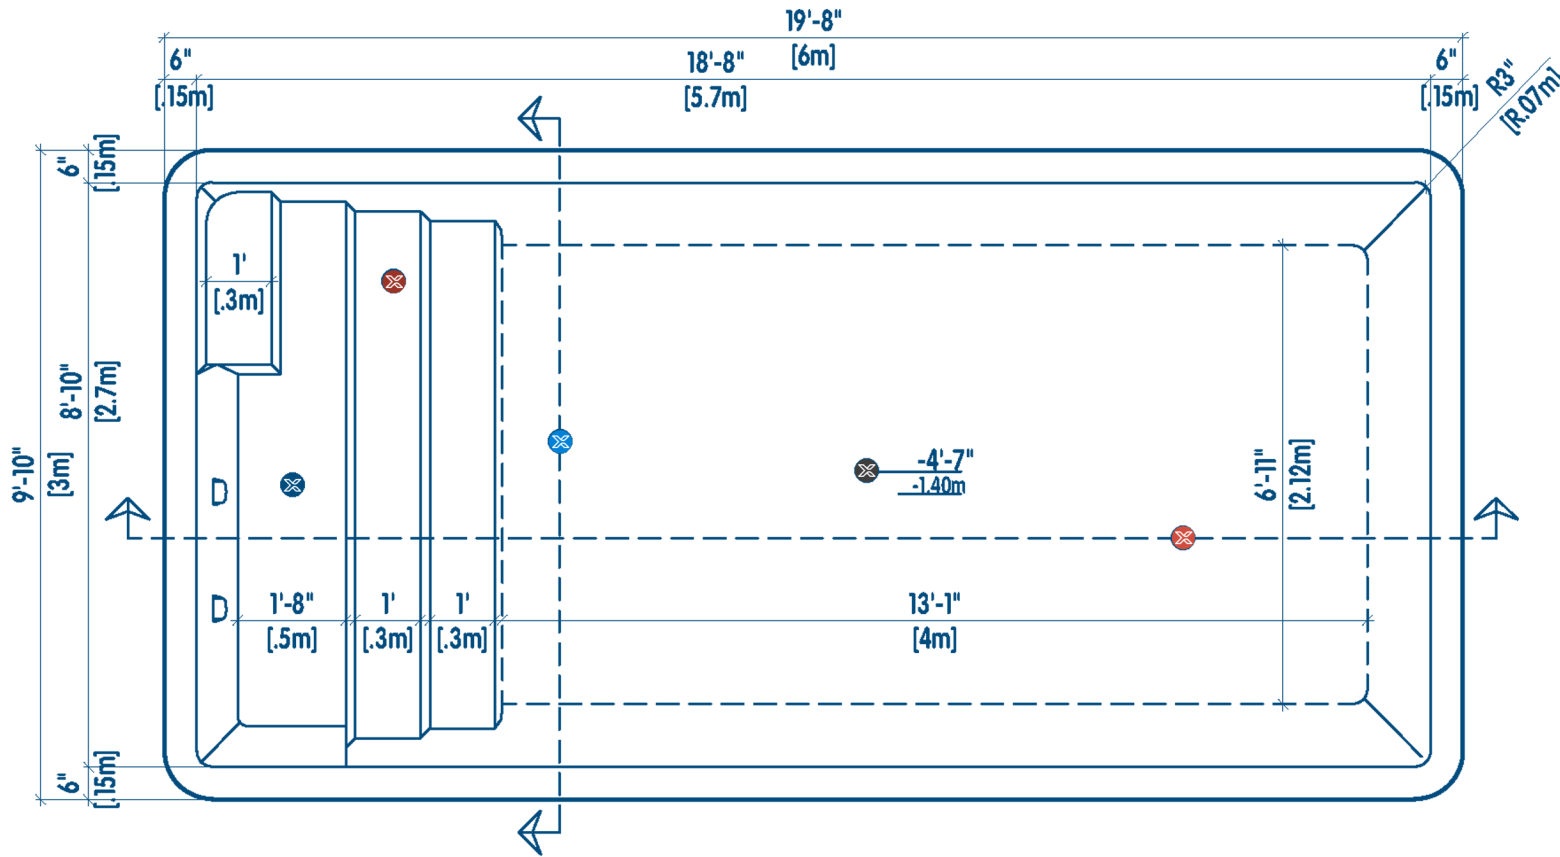 19'-8"
[6m]
6"
[.15m]
18'-8"
[5.7m]
6"
[.15m]
R3"
[R.07m]
6"
[.15m]
1'
[.3m]
8'-10"
[2.7m]
9'-10"
[3m]
-4'-7"
-1.40m
6'-11"
[2.12m]
1'-8"
[.5m]
1'
[.3m]
1'
[.3m]
13'-1"
[4m]
6"
[.15m]